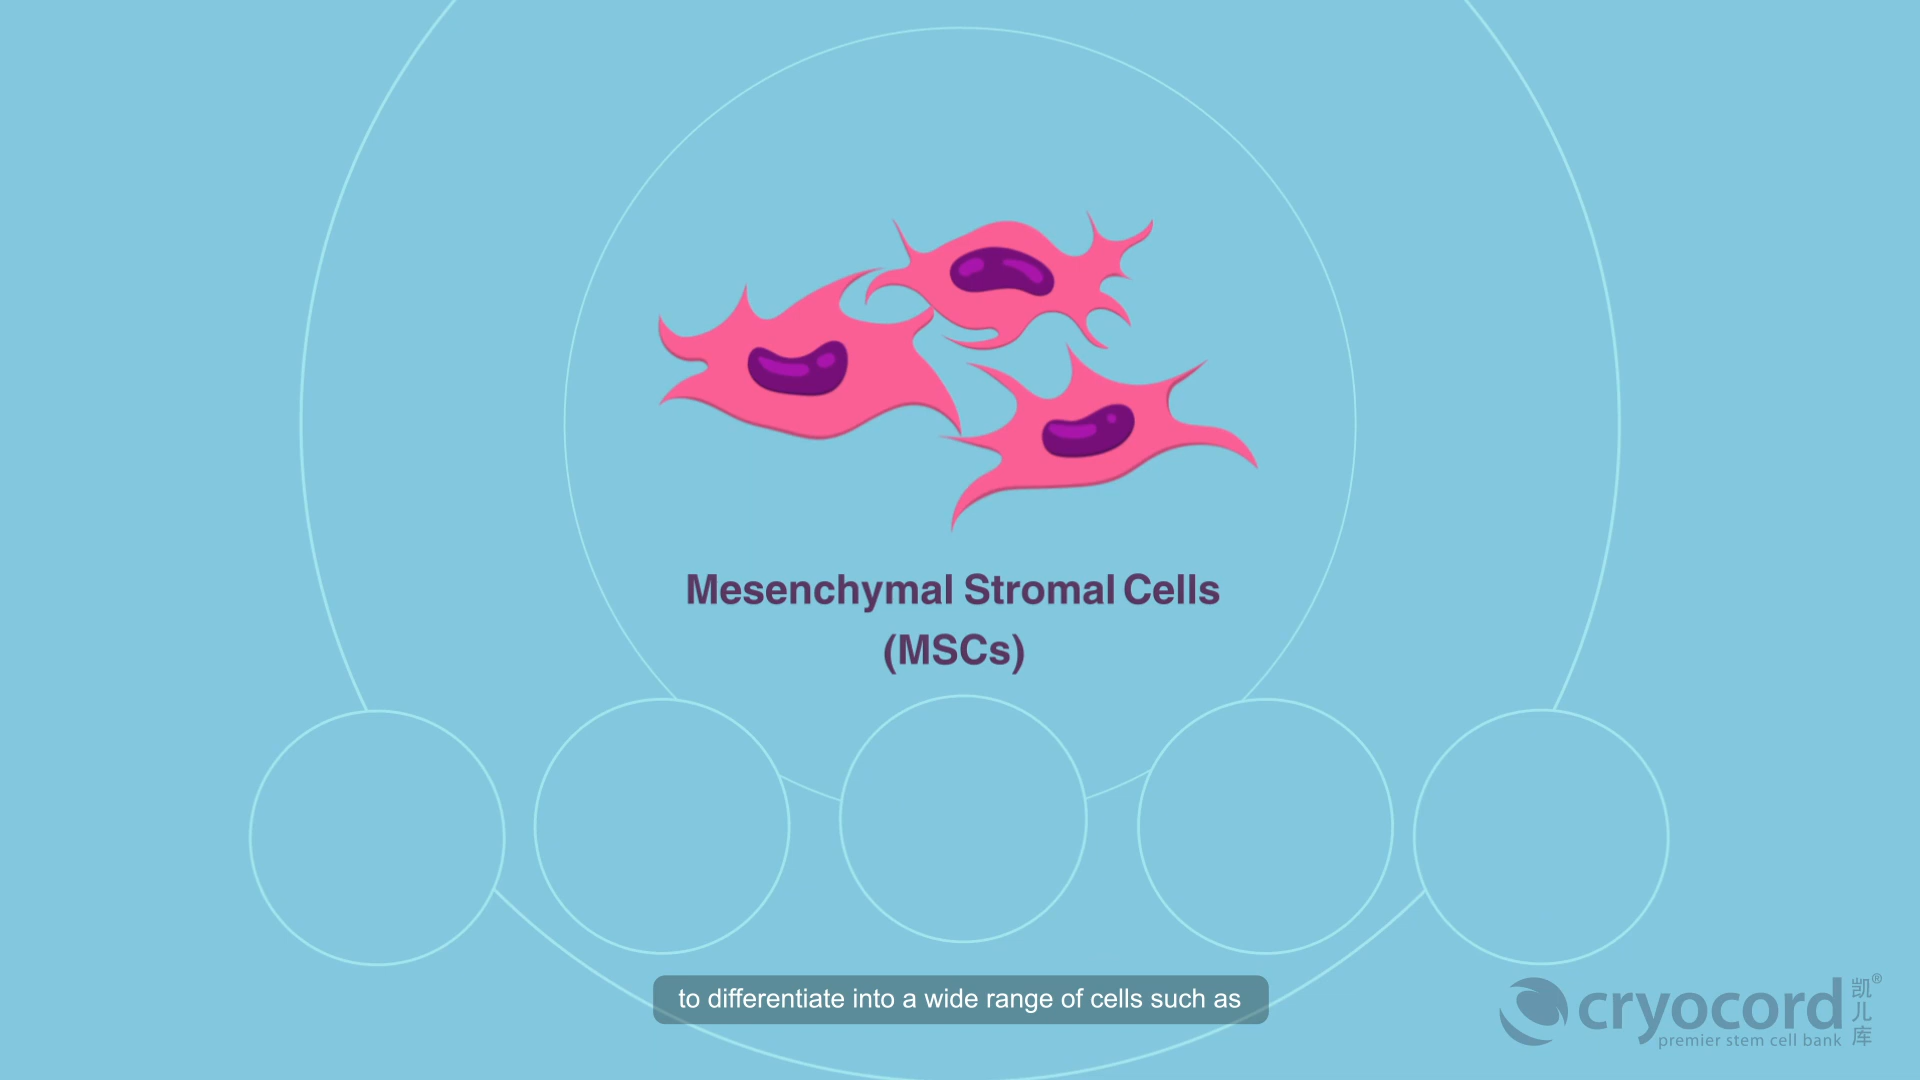 Mesenchymal Stromal Cells
(MSCs)
to differentiate into a wide range of cells such as
cryocord®
premier stem cell bank
凯儿库